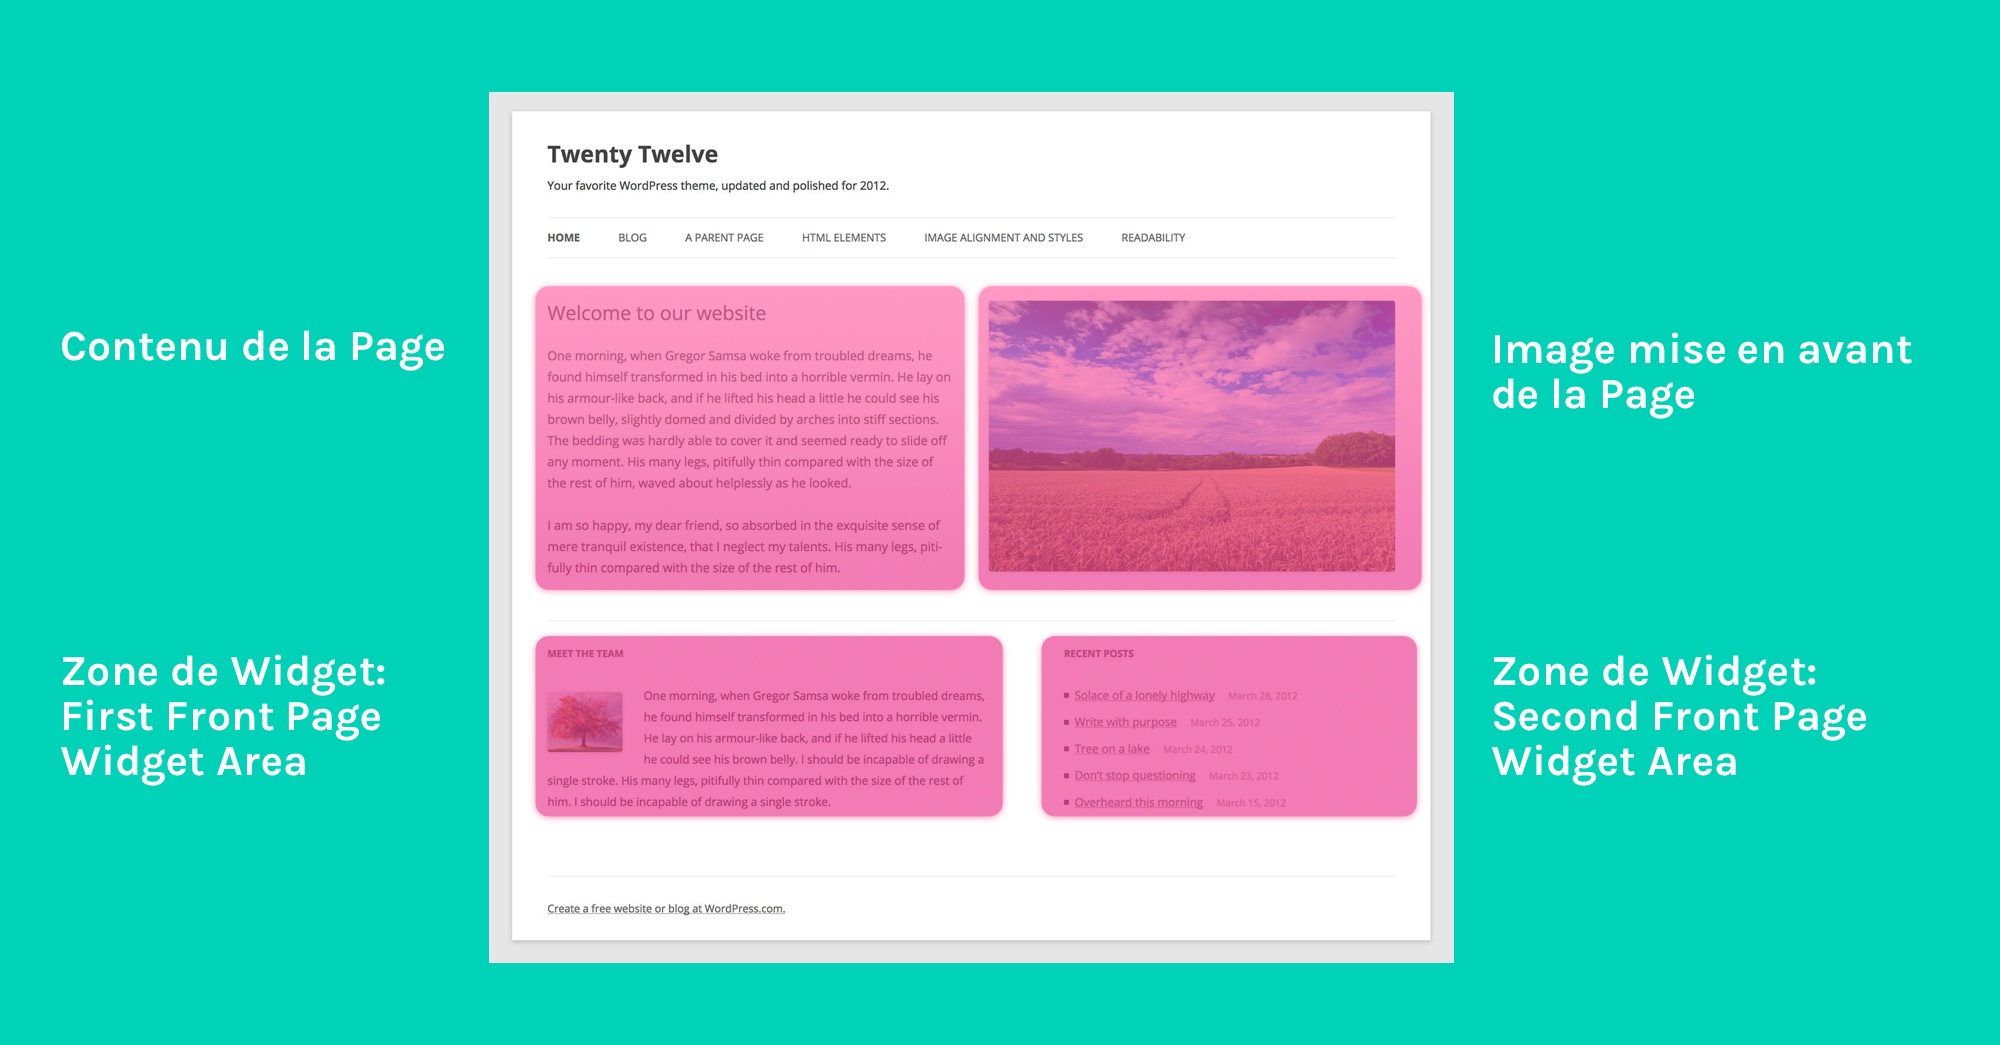 Twenty Twelve
Your favorite WordPress theme, updated and polished for 2012.
HOME BLOG A PARENT PAGE HTML ELEMENTS IMAGE ALIGNMENT AND STYLES READABILITY
Contenu de la Page
Welcome to our website
One morning, when Gregor Samsa woke from troubled dreams, he
found himself transformed in his bed into a horrible vermin. He lay on
his armour-like back, and if he lifted his head a little he could see his
brown belly, slightly domed and divided by arches into stiff sections.
The bedding was hardly able to cover it and seemed ready to slide off
any moment. His many legs, pitifully thin compared with the size of
the rest of him, waved about helplessly as he looked.
I am so happy, my dear friend, so absorbed in the exquisite sense of
mere tranquil existence, that I neglect my talents. His many legs, piti-
fully thin compared with the size of the rest of him.
Image mise en avant
de la Page
Zone de Widget:
First Front Page
Widget Area
MEET THE TEAM
One morning, when Gregor Samsa woke from troubled dreams,
he found himself transformed in his bed into a horrible vermin.
He lay on his armour-like back, and if he lifted his head a little
he could see his brown belly. I should be incapable of drawing a
single stroke. His many legs, pitifully thin compared with the size of the rest of
him. I should be incapable of drawing a single stroke.
RECENT POSTS
Solace of a lonely highway March 28, 2012
Write with purpose March 25, 2012
Tree on a lake March 24, 2012
Don't stop questioning March 23, 2012
Overheard this morning March 15, 2012
Zone de Widget:
Second Front Page
Widget Area
Create a free website or blog at WordPress.com.